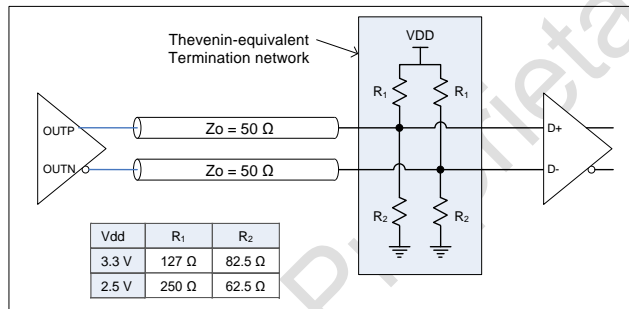 Thevenin-equivalent
Termination network
VDD
R₁
R₁
OUTP
Zo = 50 Ω
D+
OUTN
Zo = 50 Ω
D-
R₂
R₂
Vdd R₁ R₂
3.3 V 127 Ω 82.5 Ω
2.5 V 250 Ω 62.5 Ω